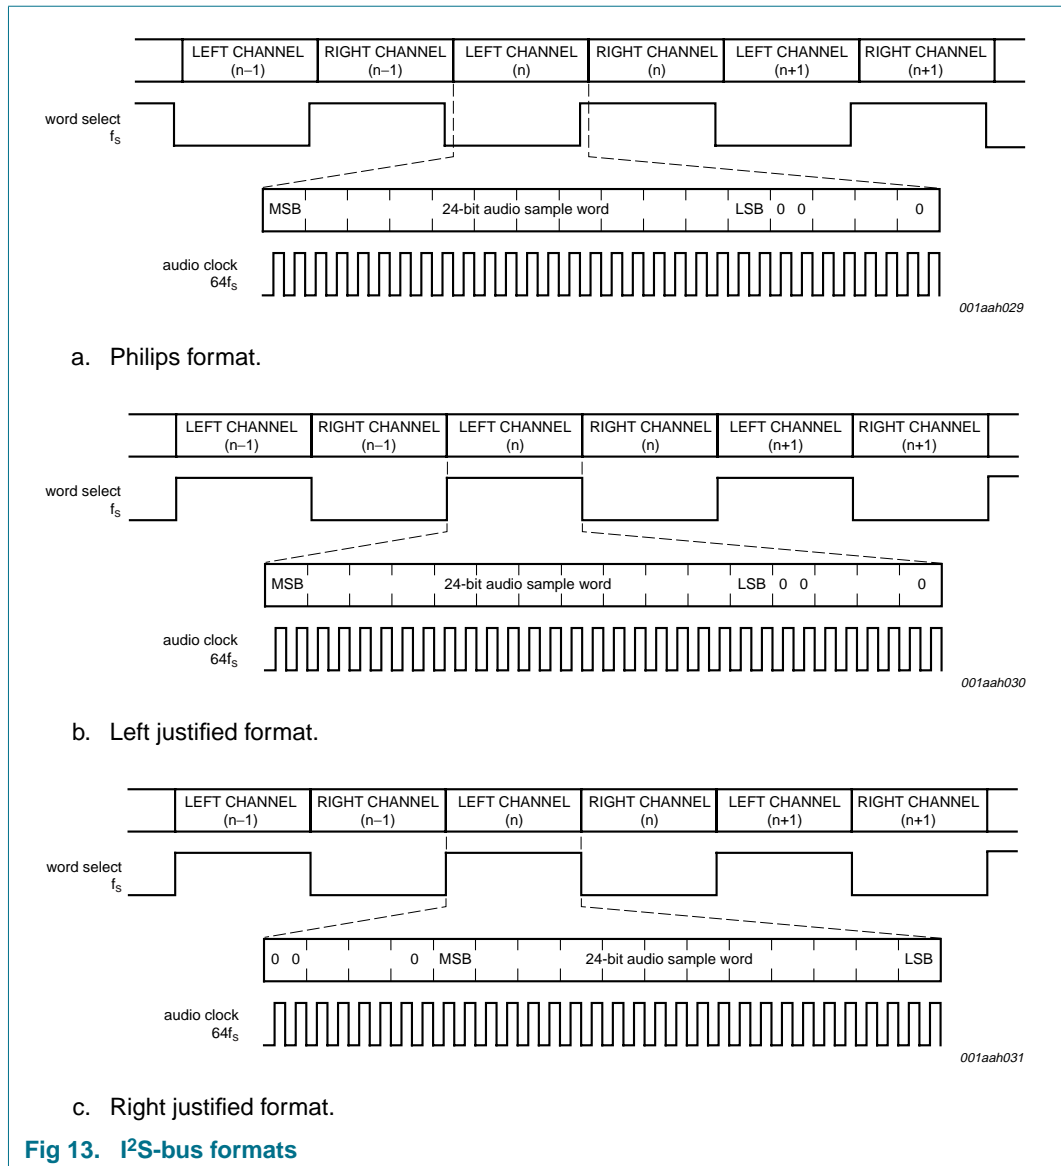 LEFT CHANNEL (n−1) RIGHT CHANNEL (n−1) LEFT CHANNEL (n) RIGHT CHANNEL (n) LEFT CHANNEL (n+1) RIGHT CHANNEL (n+1)
word select
fS
MSB 24-bit audio sample word LSB 0 0 0
audio clock
64fS
001aah029
a. Philips format.
LEFT CHANNEL (n−1) RIGHT CHANNEL (n−1) LEFT CHANNEL (n) RIGHT CHANNEL (n) LEFT CHANNEL (n+1) RIGHT CHANNEL (n+1)
word select
fS
MSB 24-bit audio sample word LSB 0 0 0
audio clock
64fS
001aah030
b. Left justified format.
LEFT CHANNEL (n−1) RIGHT CHANNEL (n−1) LEFT CHANNEL (n) RIGHT CHANNEL (n) LEFT CHANNEL (n+1) RIGHT CHANNEL (n+1)
word select
fS
0 0 0 MSB 24-bit audio sample word LSB
audio clock
64fS
001aah031
c. Right justified format.
Fig 13. I²S-bus formats